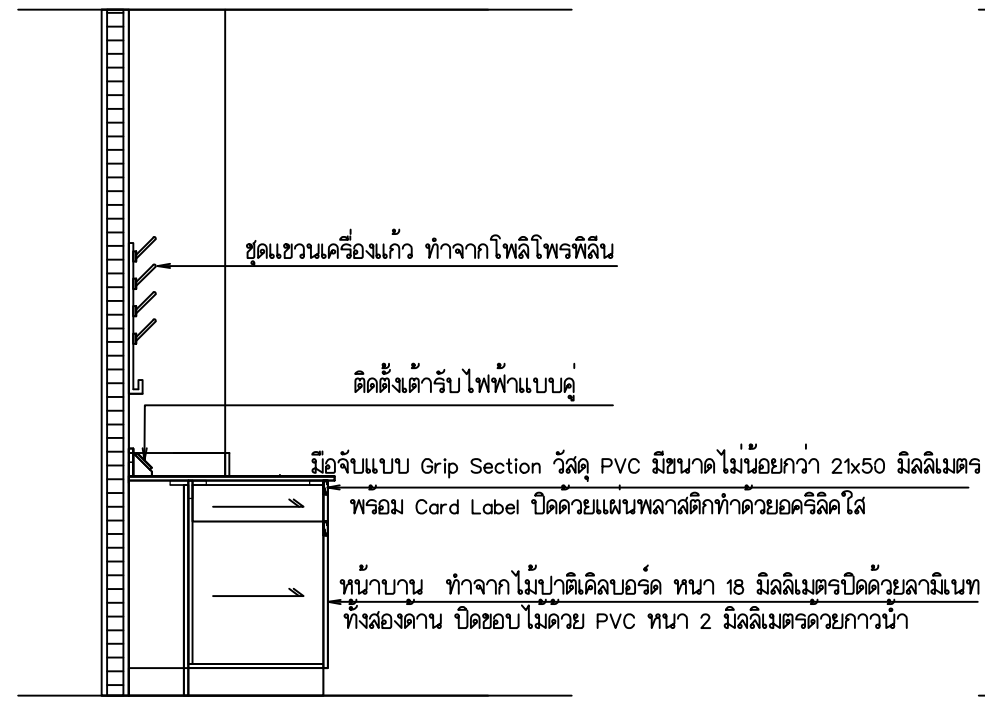 ชุดแขวนเครื่องแก้ว ทำจากโพลิโพรพิลีน
ติดตั้งเต้ารับไฟฟ้าแบบคู่
มือจับแบบ Grip Section วัสดุ PVC มีขนาดไม่น้อยกว่า 21x50 มิลลิเมตร
พร้อม Card Label ปิดด้วยแผ่นพลาสติกทำด้วยอคริลิคใส
หน้าบาน ทำจากไม้ปาติเคิลบอร์ด หนา 18 มิลลิเมตรปิดด้วยลามิเนท
ทั้งสองด้าน ปิดขอบไม้ด้วย PVC หนา 2 มิลลิเมตรด้วยกาวน้ำ